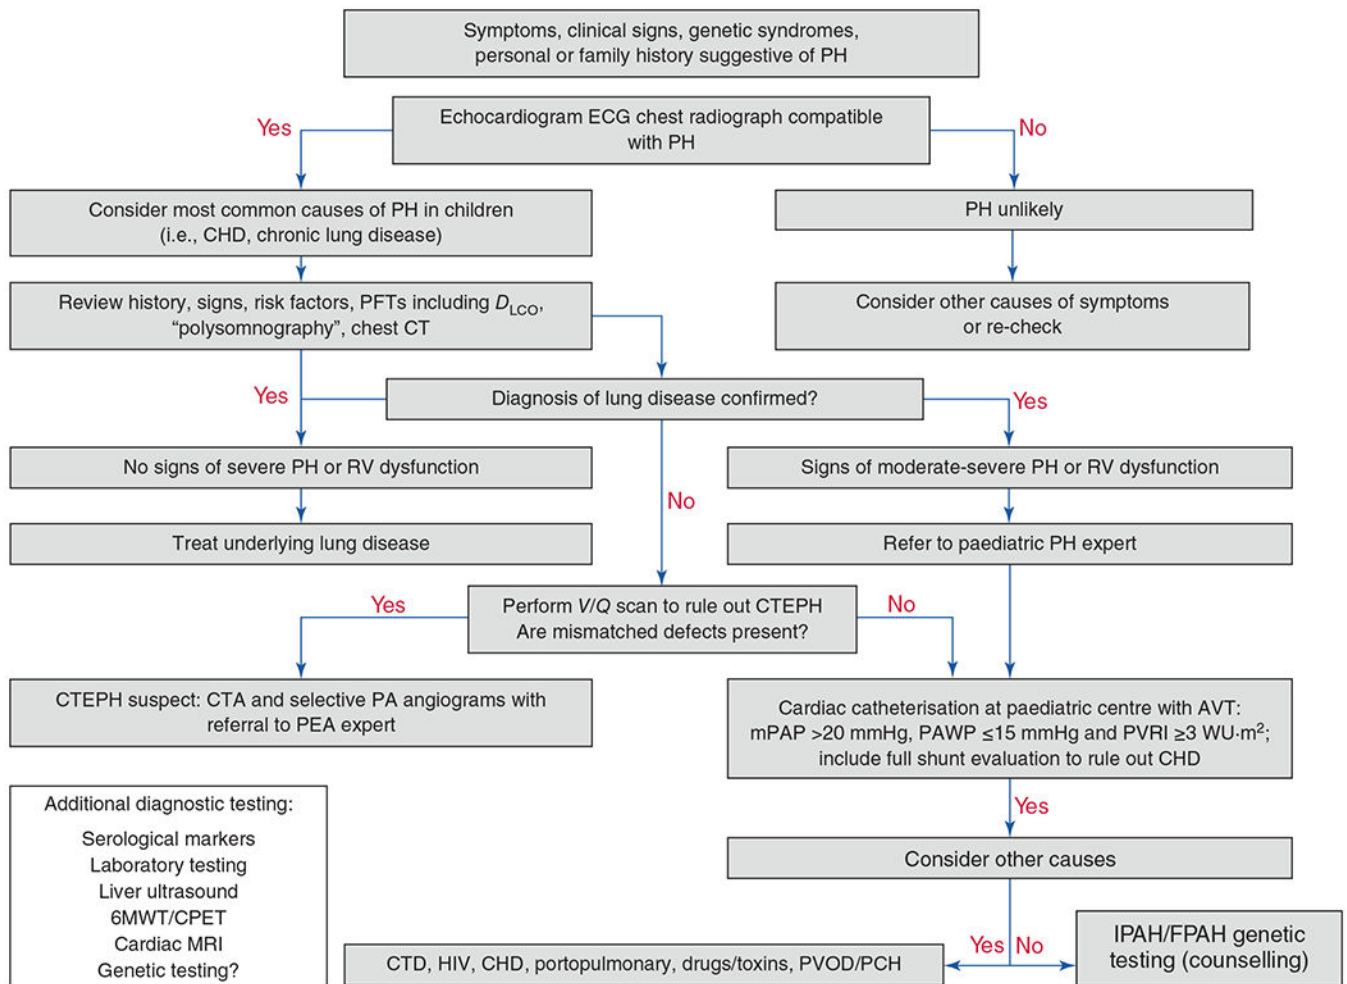 Symptoms, clinical signs, genetic syndromes,
personal or family history suggestive of PH
Echocardiogram ECG chest radiograph compatible
with PH
Yes
No
Consider most common causes of PH in children
(i.e., CHD, chronic lung disease)
PH unlikely
Review history, signs, risk factors, PFTs including DLCO,
“polysomnography”, chest CT
Consider other causes of symptoms
or re-check
Yes
Diagnosis of lung disease confirmed?
Yes
No signs of severe PH or RV dysfunction
Signs of moderate-severe PH or RV dysfunction
No
Treat underlying lung disease
Refer to paediatric PH expert
Yes
Perform V/Q scan to rule out CTEPH
Are mismatched defects present?
No
CTEPH suspect: CTA and selective PA angiograms with
referral to PEA expert
Cardiac catheterisation at paediatric centre with AVT:
mPAP >20 mmHg, PAWP ≤15 mmHg and PVRI ≥3 WU·m²;
include full shunt evaluation to rule out CHD
Yes
Consider other causes
Additional diagnostic testing:
Serological markers
Laboratory testing
Liver ultrasound
6MWT/CPET
Cardiac MRI
Genetic testing?
Yes
No
CTD, HIV, CHD, portopulmonary, drugs/toxins, PVOD/PCH
IPAH/FPAH genetic
testing (counselling)